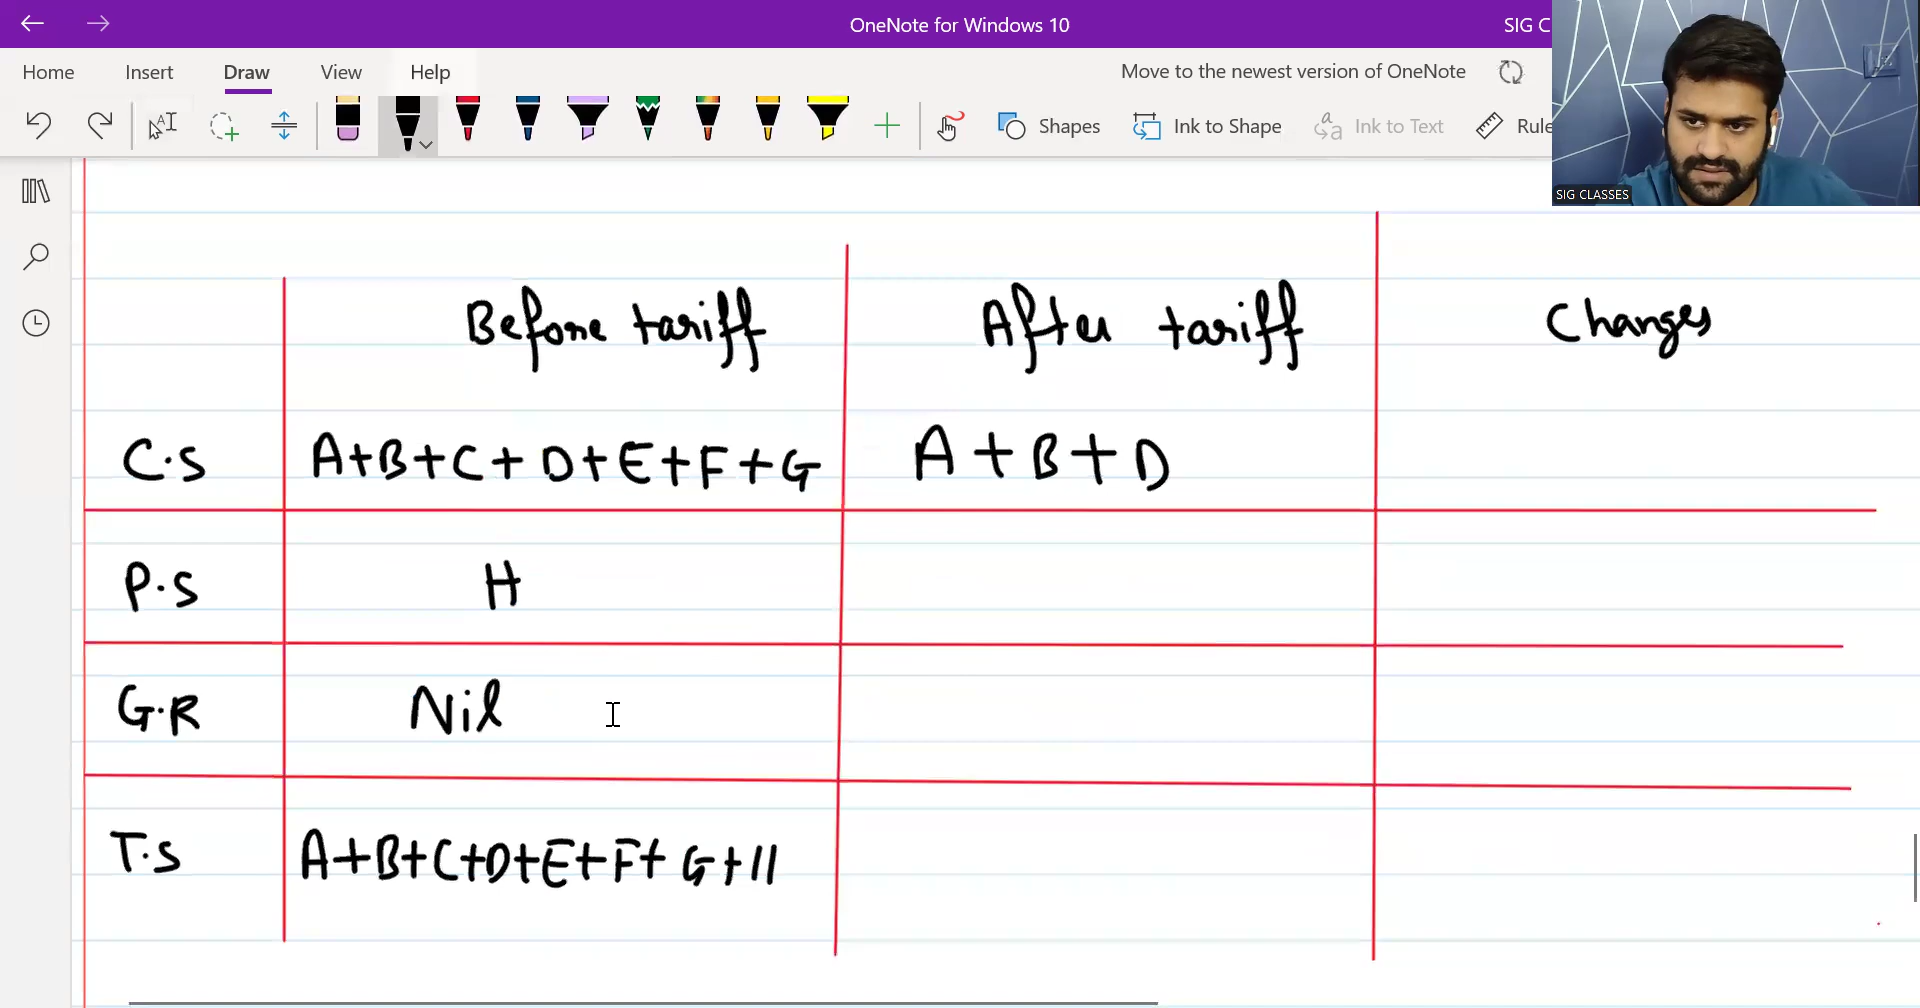 OneNote for Windows 10
SIG C
Home Insert Draw View Help
Move to the newest version of OneNote
Shapes Ink to Shape Ink to Text Rule
SIG CLASSES
Before tariff After tariff Changes
C.S A+B+C+D+E+F+G A+B+D
P.S H
G.R Nil
T.S A+B+C+D+E+F+G+